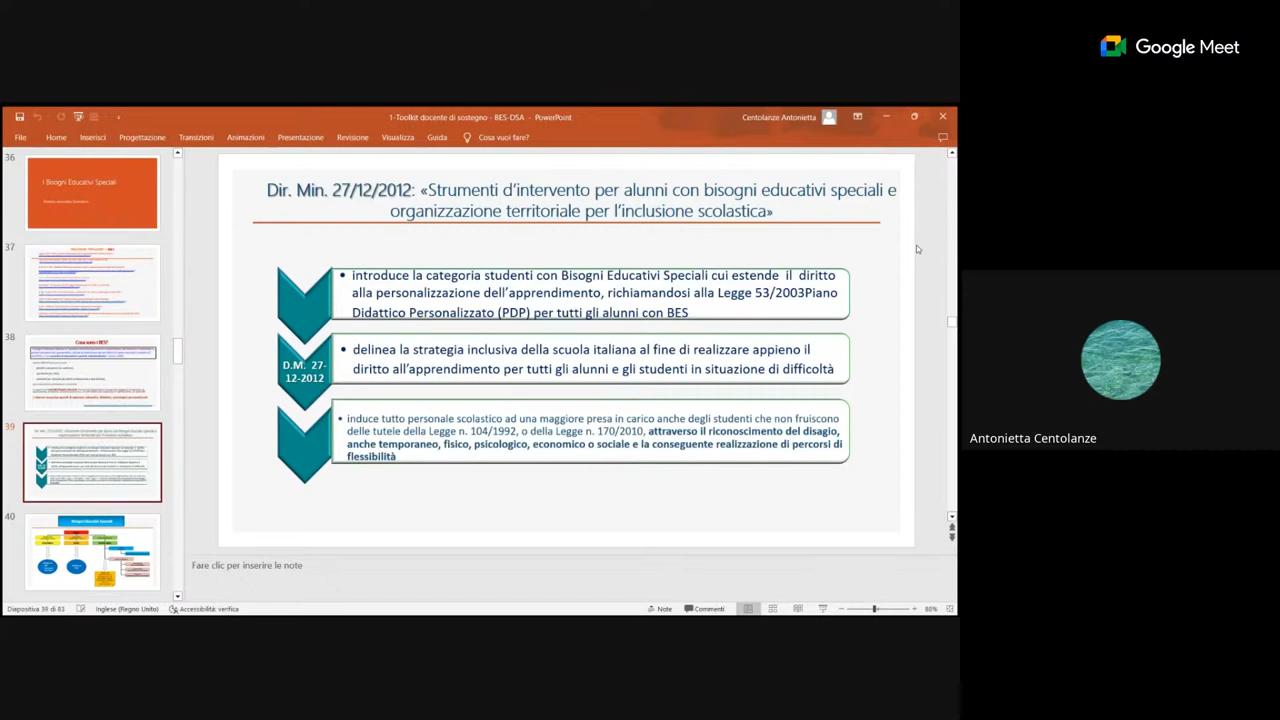 Google Meet
1-Toolkit docente di sostegno - BES-DSA - PowerPoint
Centolanze Antonietta
File Home Inserisci Progettazione Transizioni Animazioni Presentazione Revisione Visualizza Guida Cosa vuoi fare?
36
I Bisogni Educativi Speciali
37
38
Cosa sono i BES?
39
40
Bisogni Educativi Speciali
Dir. Min. 27/12/2012: «Strumenti d'intervento per alunni con bisogni educativi speciali e
organizzazione territoriale per l'inclusione scolastica»
• introduce la categoria studenti con Bisogni Educativi Speciali cui estende il diritto
alla personalizzazione dell'apprendimento, richiamandosi alla Legge 53/2003Piano
Didattico Personalizzato (PDP) per tutti gli alunni con BES
D.M. 27-
12-2012
• delinea la strategia inclusiva della scuola italiana al fine di realizzare appieno il
diritto all'apprendimento per tutti gli alunni e gli studenti in situazione di difficoltà
• induce tutto personale scolastico ad una maggiore presa in carico anche degli studenti che non fruiscono
delle tutele della Legge n. 104/1992, o della Legge n. 170/2010, attraverso il riconoscimento del disagio,
anche temporaneo, fisico, psicologico, economico o sociale e la conseguente realizzazione di percorsi di
flessibilità
Fare clic per inserire le note
Diapositiva 39 di 83 Inglese (Regno Unito) Accessibilità: verifica Note Commenti 88%
Antonietta Centolanze